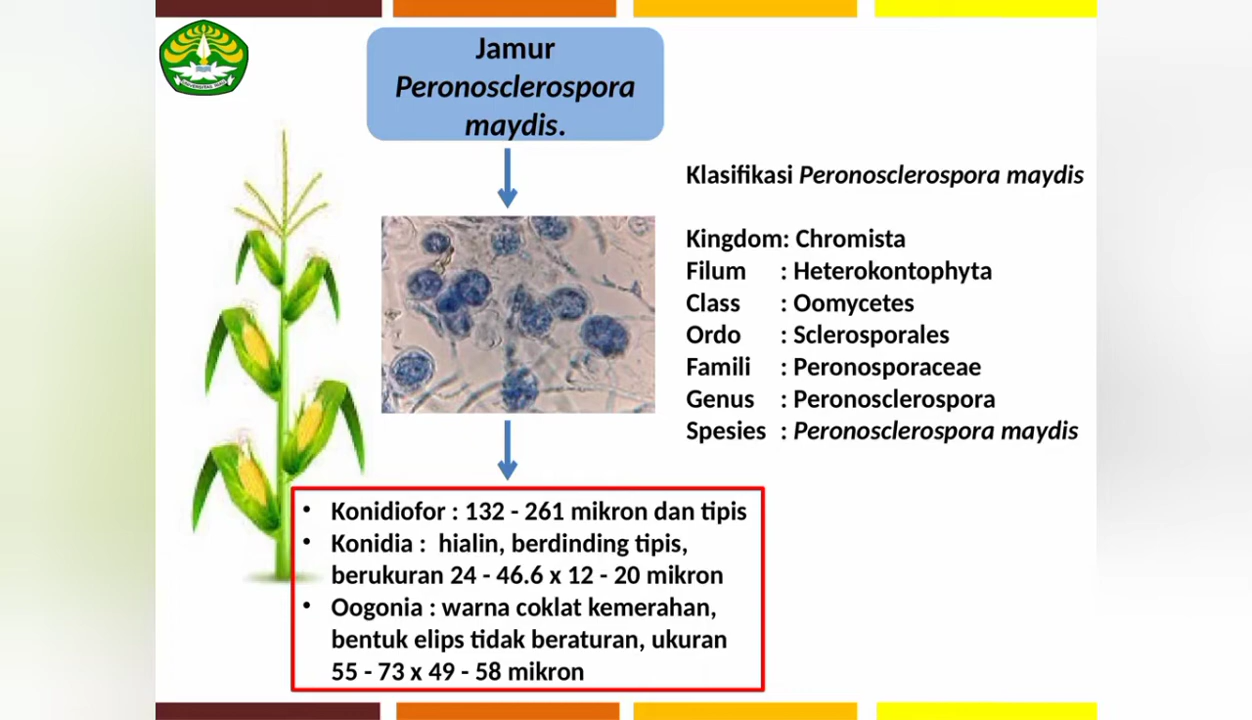 Jamur
Peronosclerospora
maydis.
Klasifikasi Peronosclerospora maydis
Kingdom: Chromista
Filum : Heterokontophyta
Class : Oomycetes
Ordo : Sclerosporales
Famili : Peronosporaceae
Genus : Peronosclerospora
Spesies : Peronosclerospora maydis
• Konidiofor : 132 - 261 mikron dan tipis
• Konidia : hialin, berdinding tipis,
berukuran 24 - 46.6 x 12 - 20 mikron
• Oogonia : warna coklat kemerahan,
bentuk elips tidak beraturan, ukuran
55 - 73 x 49 - 58 mikron